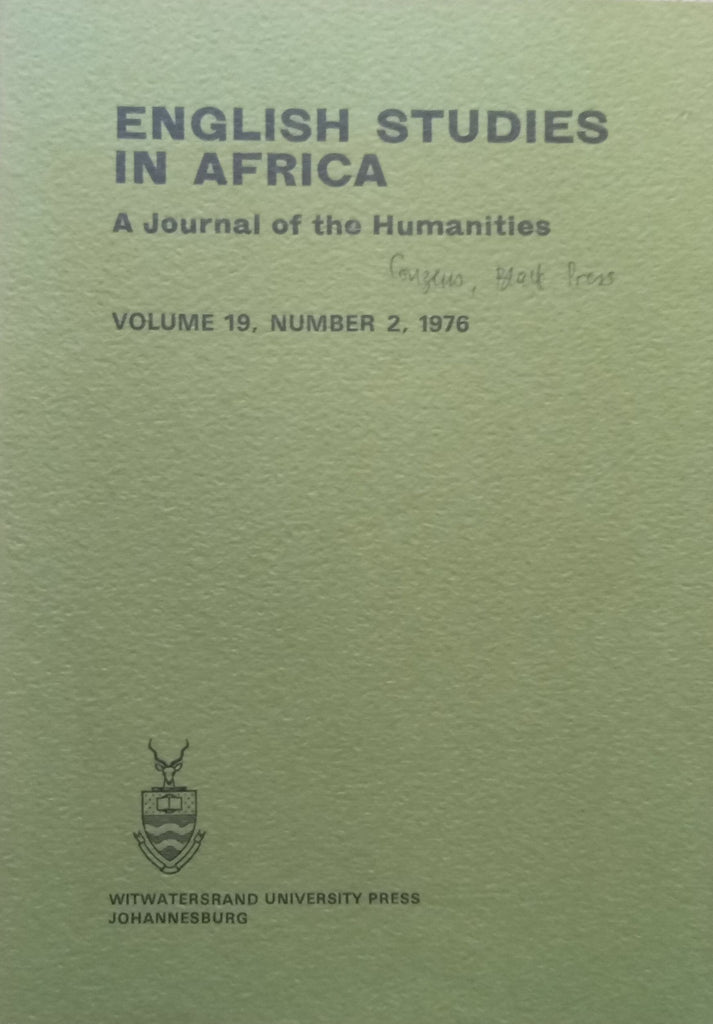 ENGLISH STUDIES
IN AFRICA
A Journal of the Humanities
Couzens, Black Press
VOLUME 19, NUMBER 2, 1976
WITWATERSRAND UNIVERSITY PRESS
JOHANNESBURG